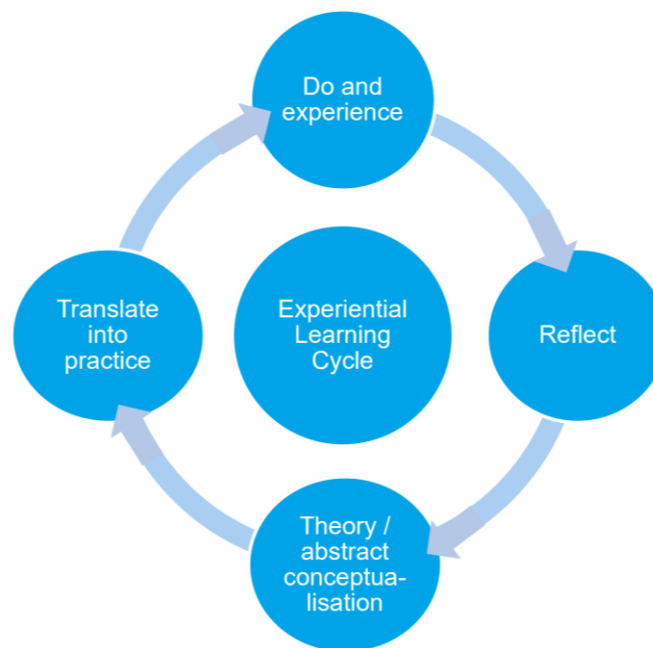 Do and
experience
Reflect
Theory /
abstract
conceptua-
lisation
Translate
into
practice
Experiential
Learning
Cycle